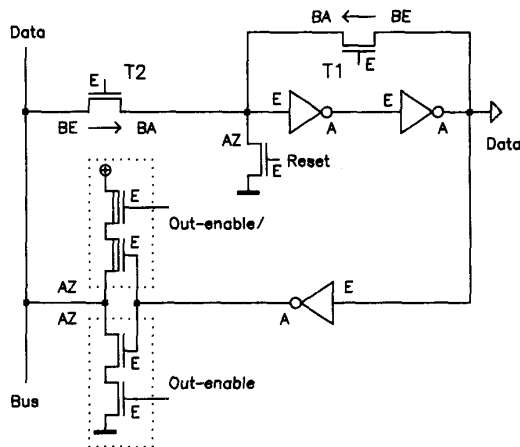 BA ← BE
Data
T2
T1
E
E
E
E
BE → BA
A
A
Data
AZ
E
Reset
E
Out-enable/
E
AZ
E
A
AZ
E
E
Out-enable
Bus